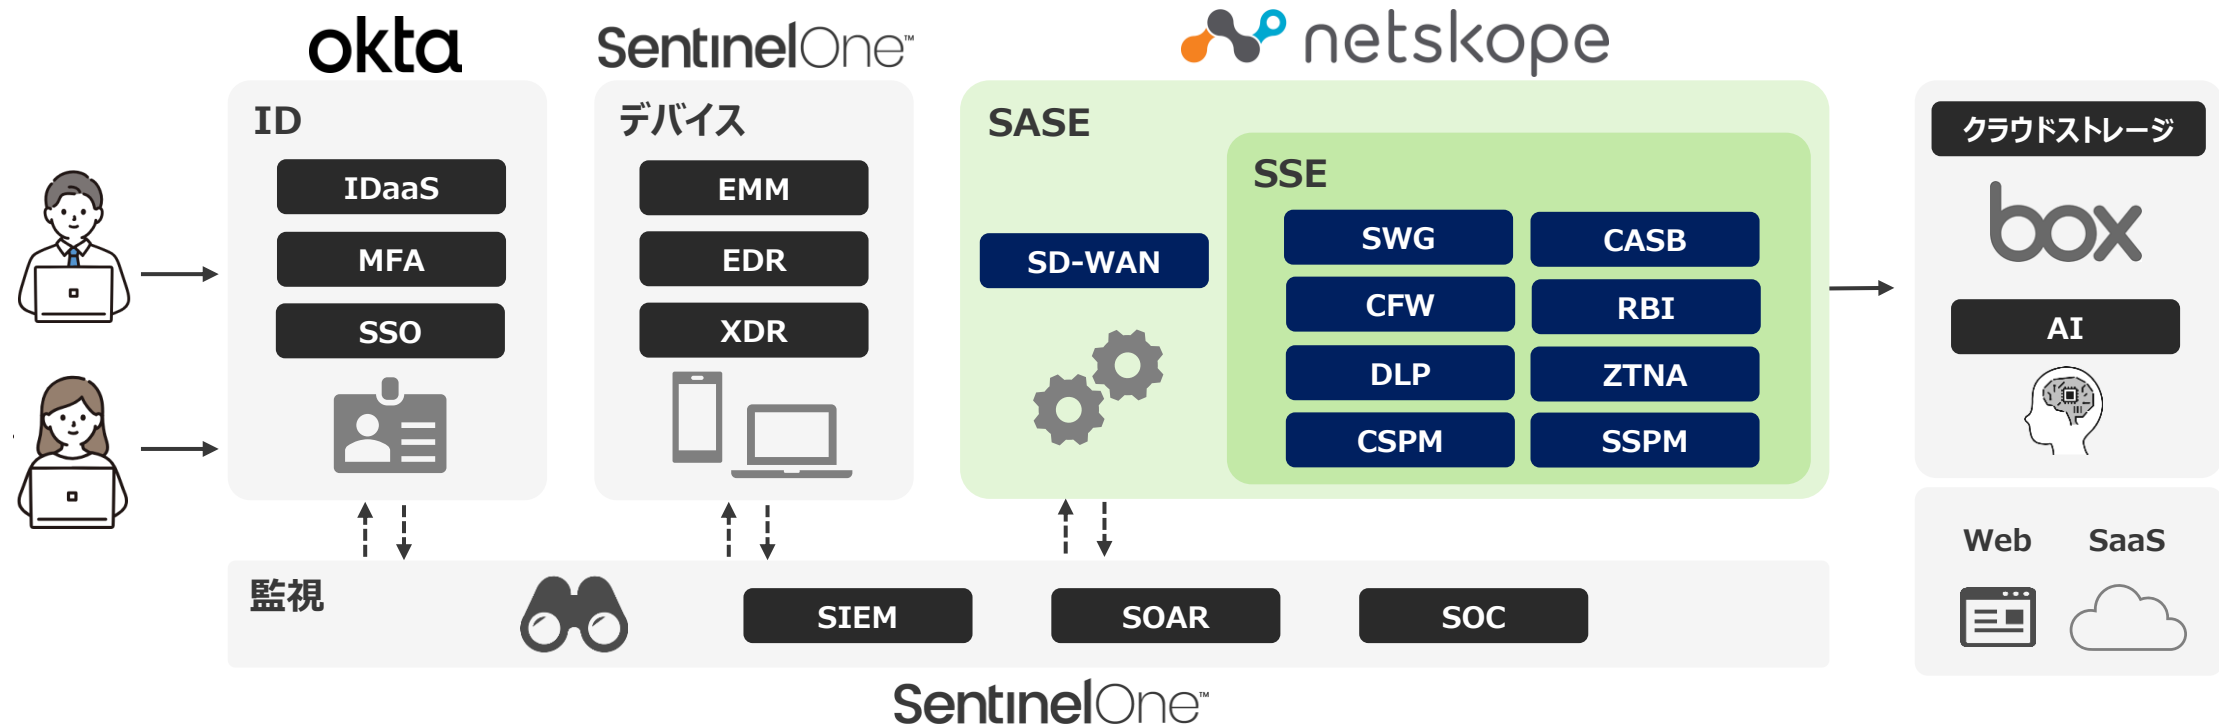 okta
SentinelOne™
netskope
ID
IDaaS
MFA
SSO
デバイス
EMM
EDR
XDR
SASE
SD-WAN
SSE
SWG
CASB
CFW
RBI
DLP
ZTNA
CSPM
SSPM
クラウドストレージ
box
AI
Web
SaaS
監視
SIEM
SOAR
SOC
SentinelOne™